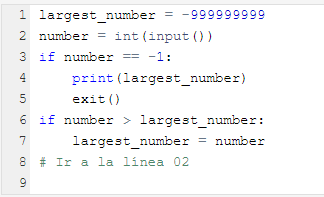 1 largest_number = -999999999
2 number = int(input())
3 if number == -1:
4     print(largest_number)
5     exit()
6 if number > largest_number:
7     largest_number = number
8 # Ir a la línea 02
9